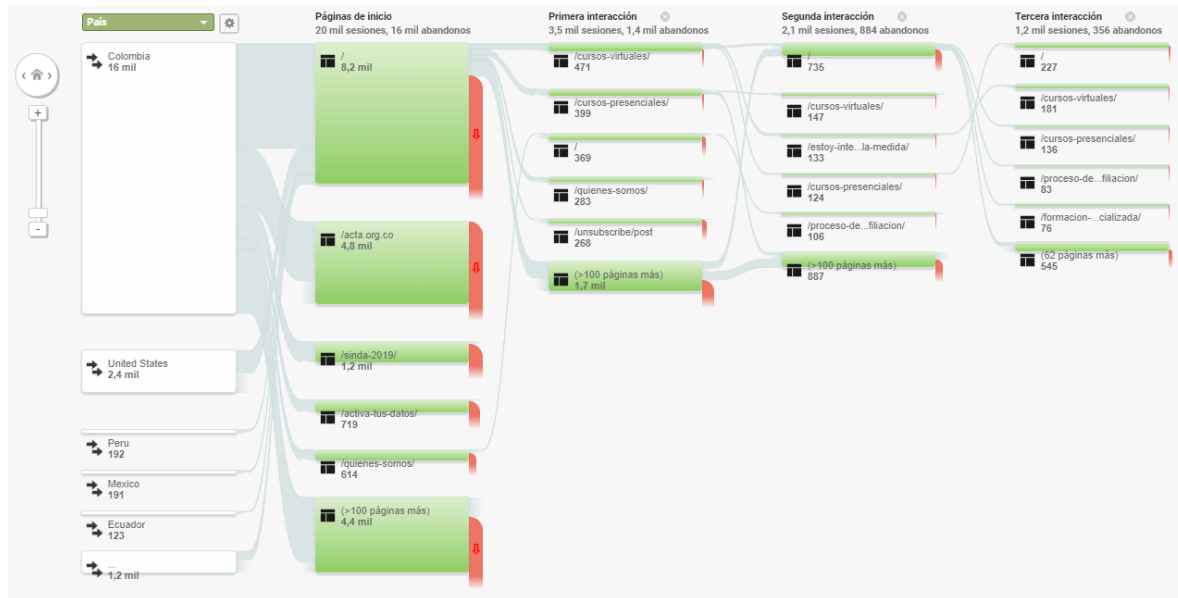 País
Páginas de inicio
20 mil sesiones, 16 mil abandonos
Primera interacción
3,5 mil sesiones, 1,4 mil abandonos
Segunda interacción
2,1 mil sesiones, 884 abandonos
Tercera interacción
1,2 mil sesiones, 356 abandonos
Colombia
16 mil
United States
2,4 mil
Peru
192
Mexico
191
Ecuador
123
...
1,2 mil
/
8,2 mil
/acta.org.co
4,8 mil
/sinda-2019/
1,2 mil
/activa-tus-datos/
719
/quienes-somos/
614
(>100 páginas más)
4,4 mil
/cursos-virtuales/
471
/cursos-presenciales/
399
/
369
/quienes-somos/
283
/unsubscribe/post
268
(>100 páginas más)
1,7 mil
/
735
/cursos-virtuales/
147
/estoy-inte...la-medida/
133
/cursos-presenciales/
124
/proceso-de...filiacion/
106
(>100 páginas más)
887
/
227
/cursos-virtuales/
181
/cursos-presenciales/
136
/proceso-de...filiacion/
83
/formacion-...cializada/
76
(62 páginas más)
545